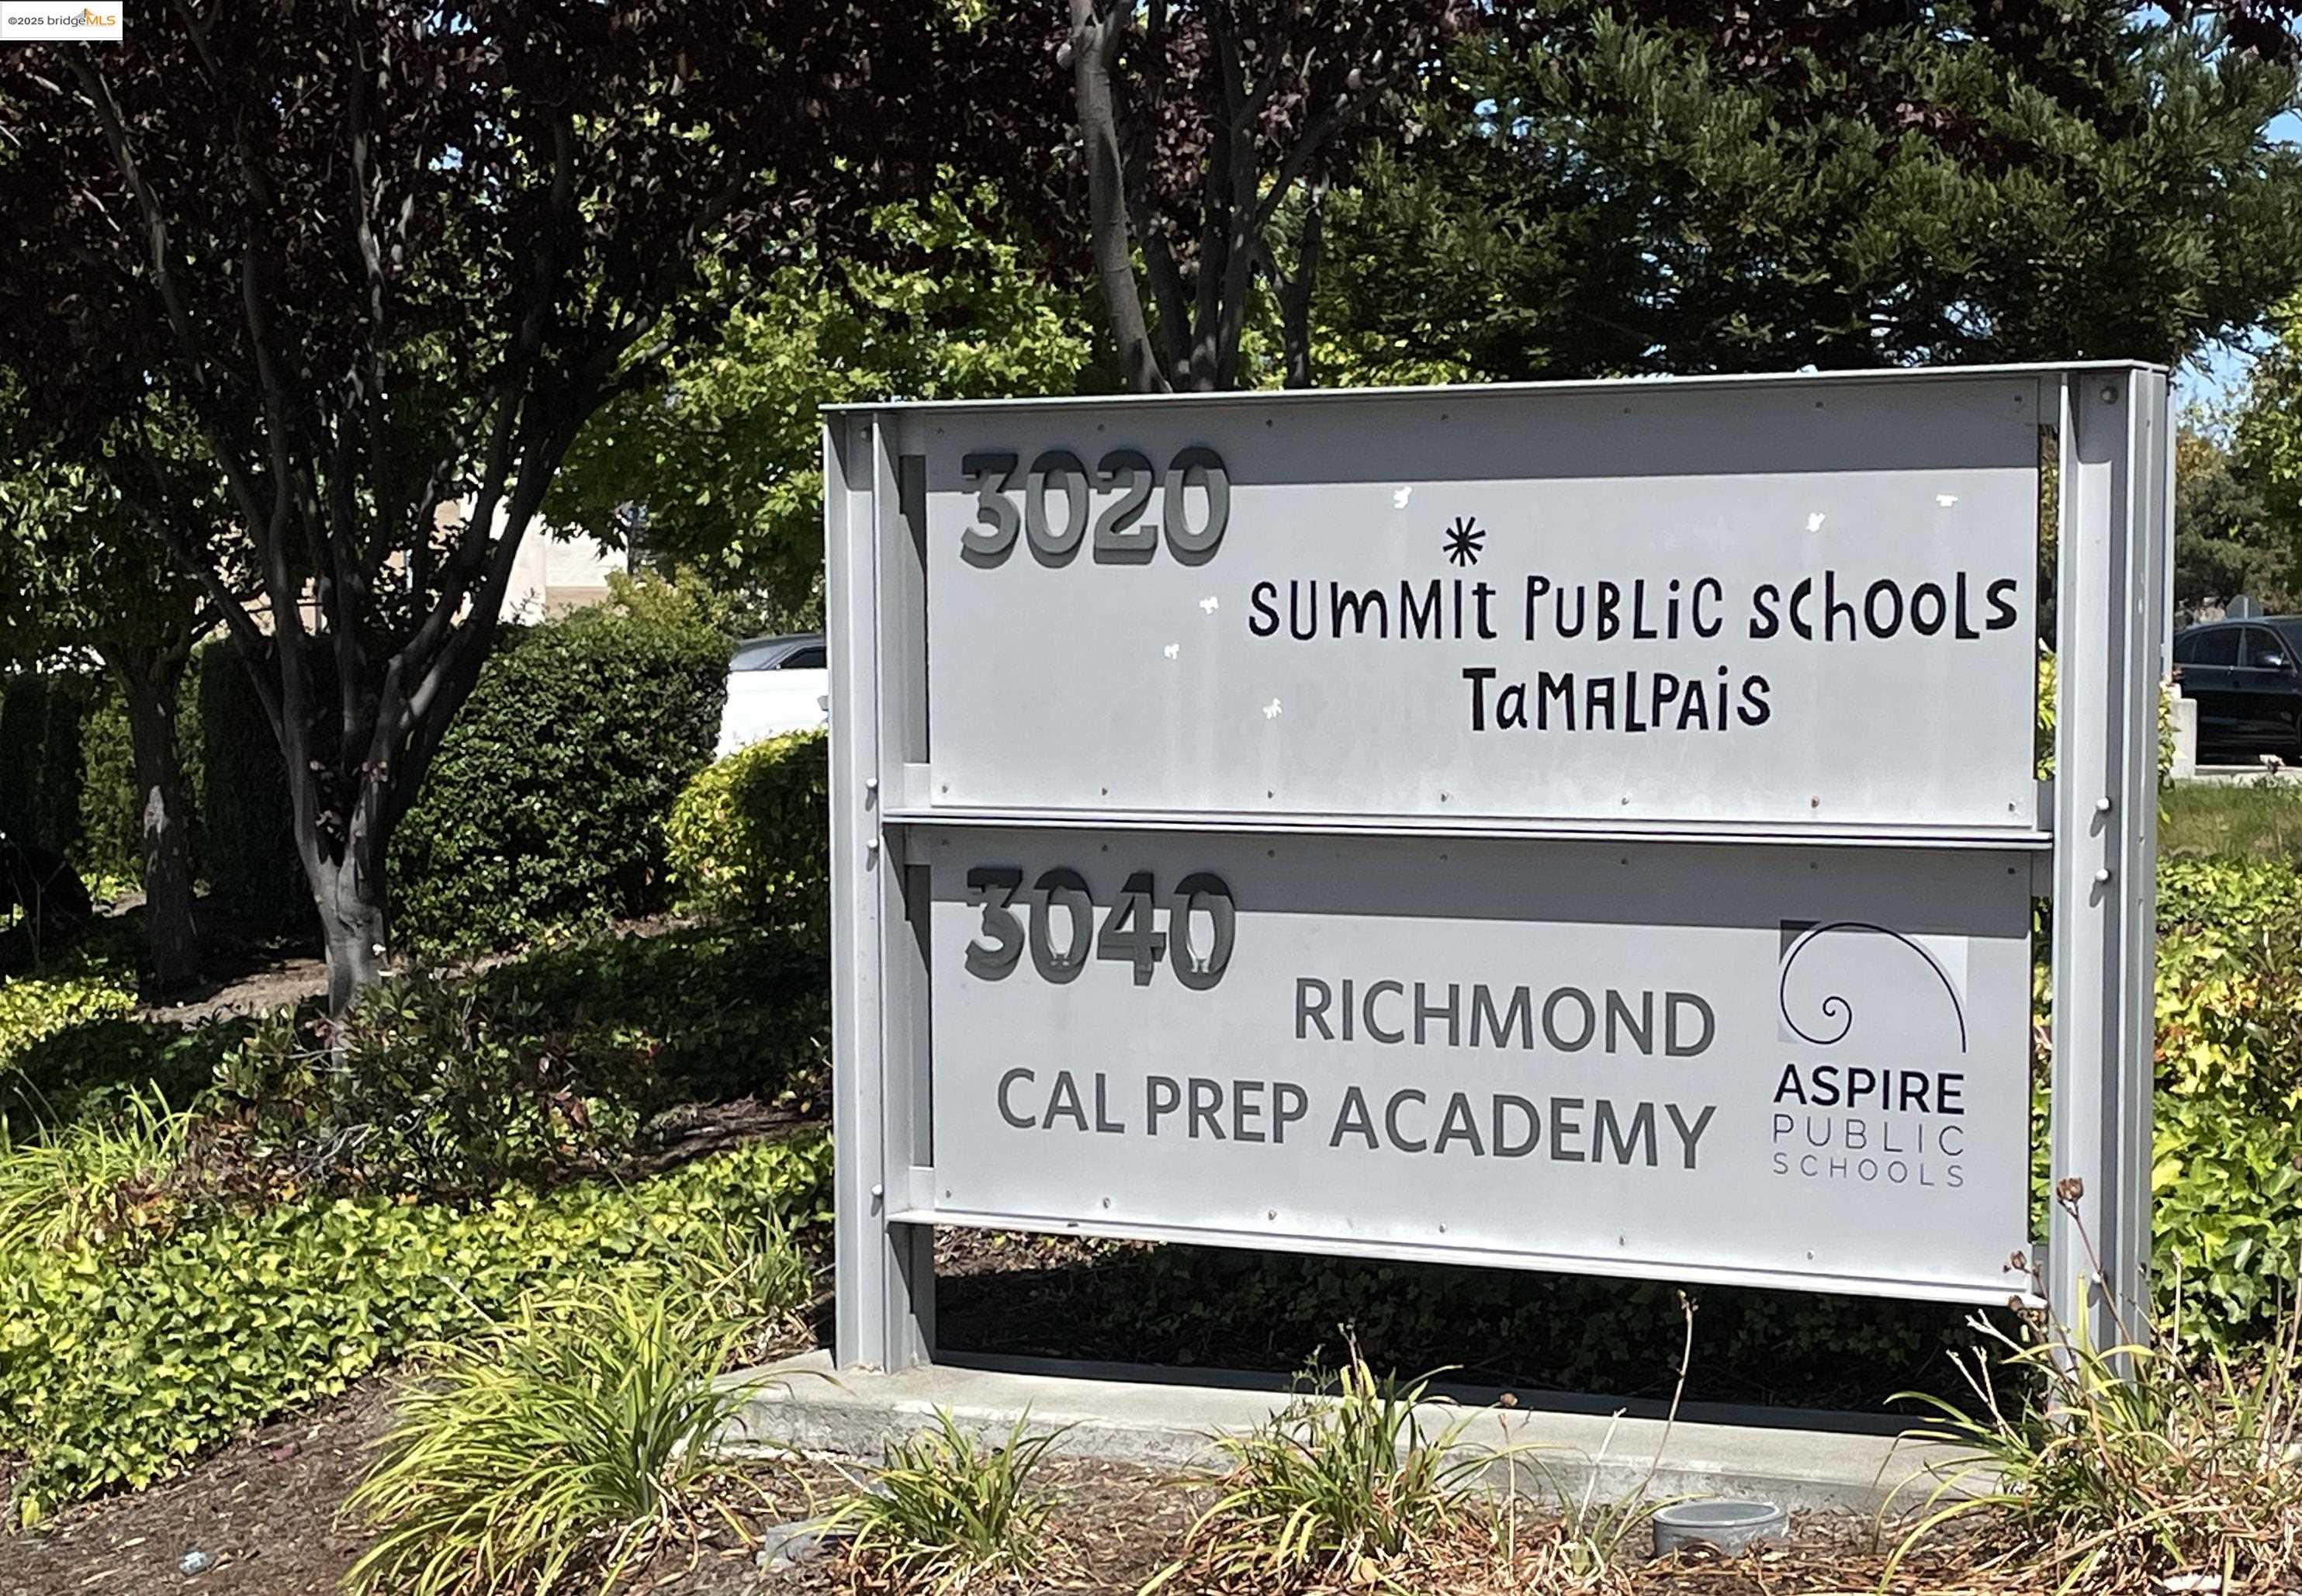 ©2025 bridgeMLS
3020
SUMMIT PUBLIC SCHOOLS
TAMALPAIS
3040
RICHMOND
CAL PREP ACADEMY
ASPIRE
PUBLIC
SCHOOLS